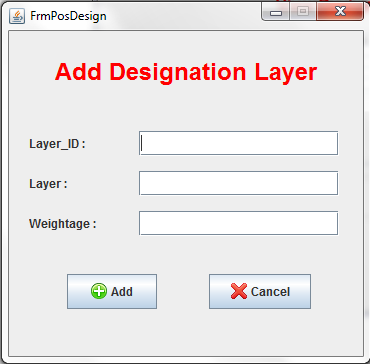 FrmPosDesign
Add Designation Layer
Layer_ID :
Layer :
Weightage :
Add Cancel